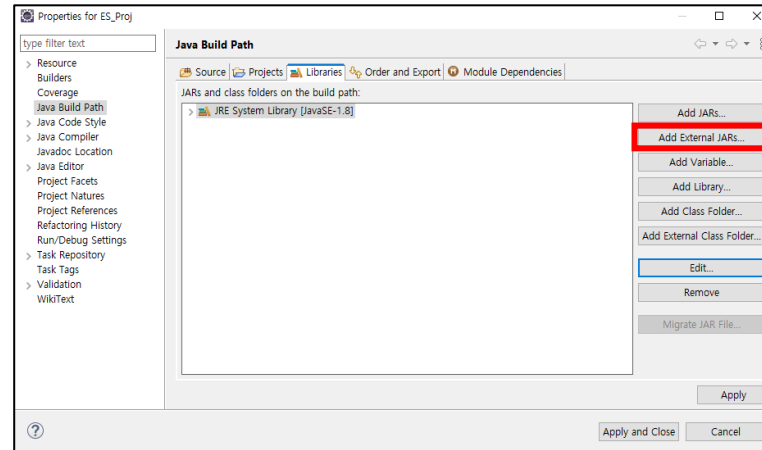 Properties for ES_Proj
type filter text
Java Build Path
Resource
Builders
Coverage
Java Build Path
Java Code Style
Java Compiler
Javadoc Location
Java Editor
Project Facets
Project Natures
Project References
Refactoring History
Run/Debug Settings
Task Repository
Task Tags
Validation
WikiText
Source Projects Libraries Order and Export Module Dependencies
JARs and class folders on the build path:
JRE System Library [JavaSE-1.8]
Add JARs...
Add External JARs...
Add Variable...
Add Library...
Add Class Folder...
Add External Class Folder...
Edit...
Remove
Migrate JAR File...
Apply
Apply and Close Cancel